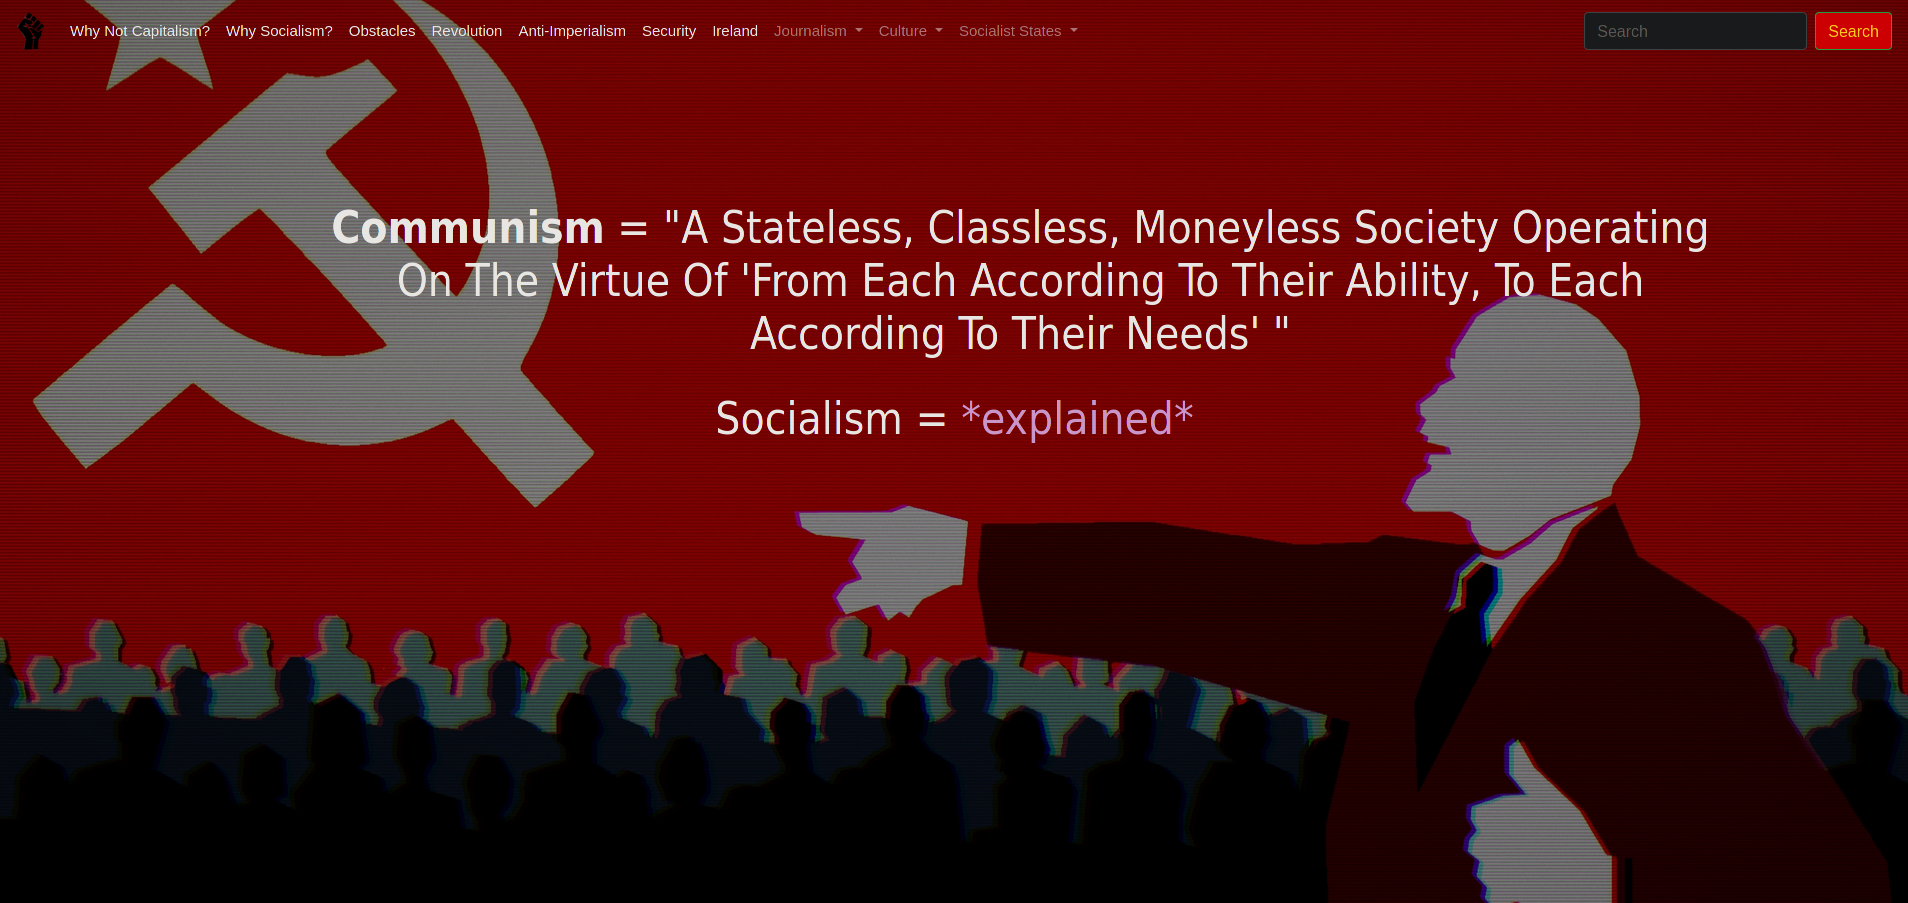 Why Not Capitalism? Why Socialism? Obstacles Revolution Anti-Imperialism Security Ireland Journalism Culture Socialist States Search Search
Communism = "A Stateless, Classless, Moneyless Society Operating
On The Virtue Of 'From Each According To Their Ability, To Each
According To Their Needs' "
Socialism = *explained*